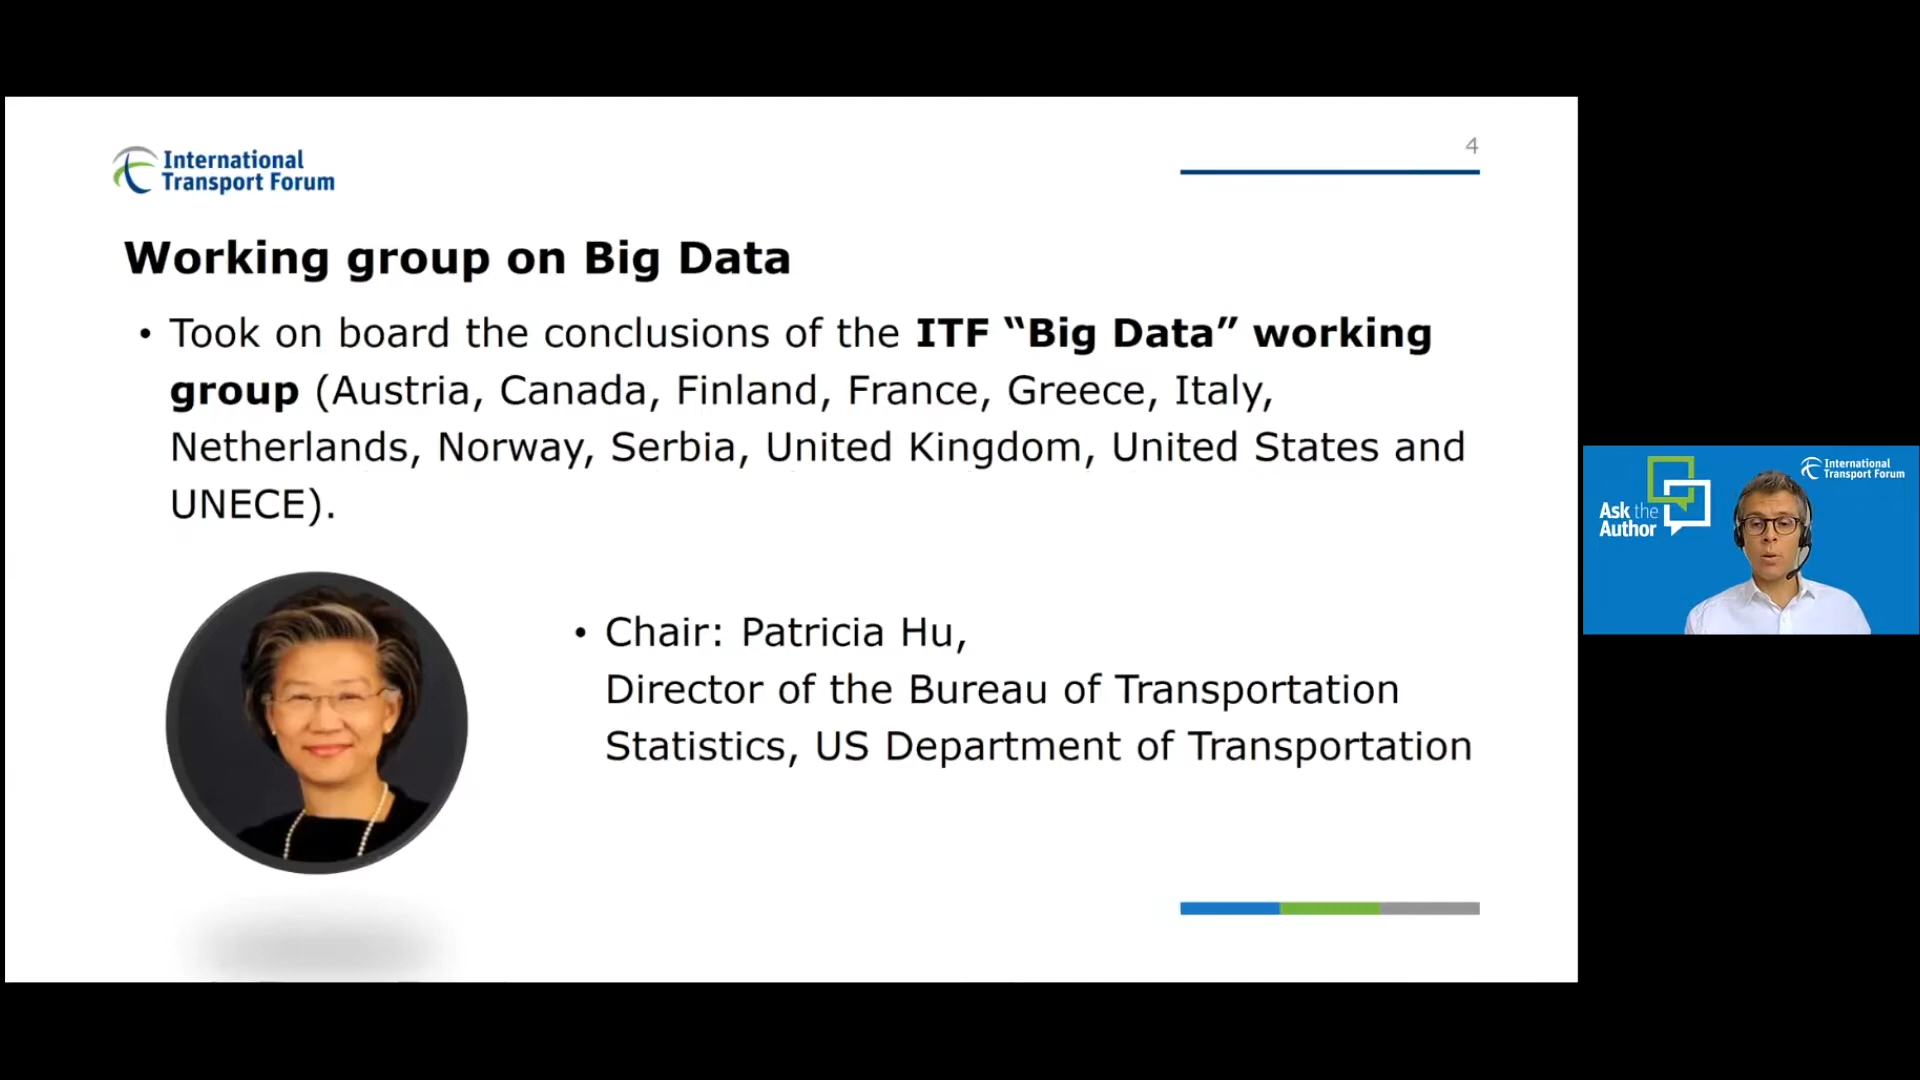 International
Transport Forum
4
Working group on Big Data
• Took on board the conclusions of the ITF “Big Data” working
group (Austria, Canada, Finland, France, Greece, Italy,
Netherlands, Norway, Serbia, United Kingdom, United States and
UNECE).
• Chair: Patricia Hu,
Director of the Bureau of Transportation
Statistics, US Department of Transportation
Ask the
Author
International
Transport Forum